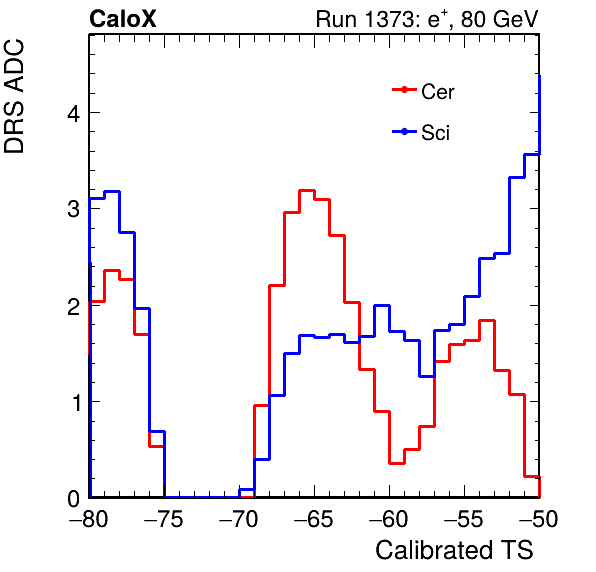 CaloX Run 1373: e⁺, 80 GeV
DRS ADC
Cer
Sci
4
3
2
1
0
−80 −75 −70 −65 −60 −55 −50
Calibrated TS